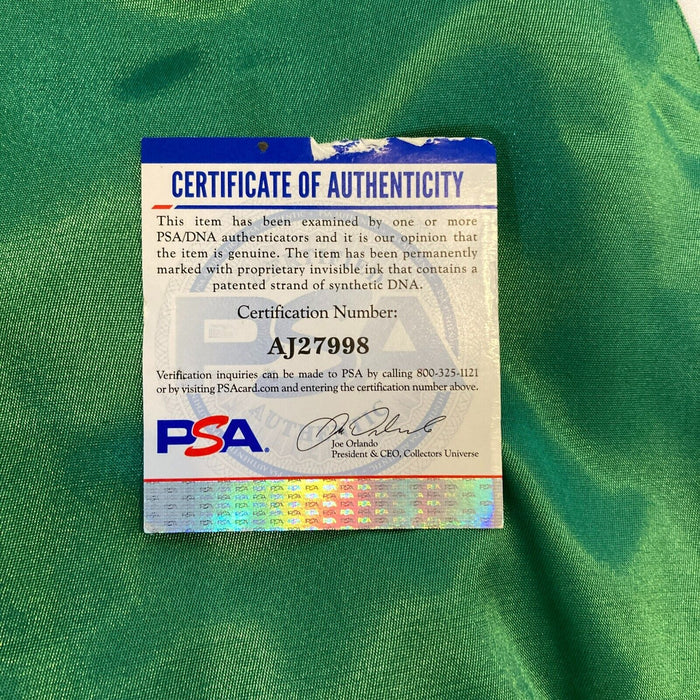 CERTIFICATE OF AUTHENTICITY
This item has been examined by one or more
PSA/DNA authenticators and it is our opinion that
the item is genuine. The item has been permanently
marked with proprietary invisible ink that contains a
patented strand of synthetic DNA.
Certification Number:
AJ27998
Verification inquiries can be made to PSA by calling 800-325-1121
or by visiting PSAcard.com and entering the certification number above.
PSA
Joe Orlando
President & CEO, Collectors Universe